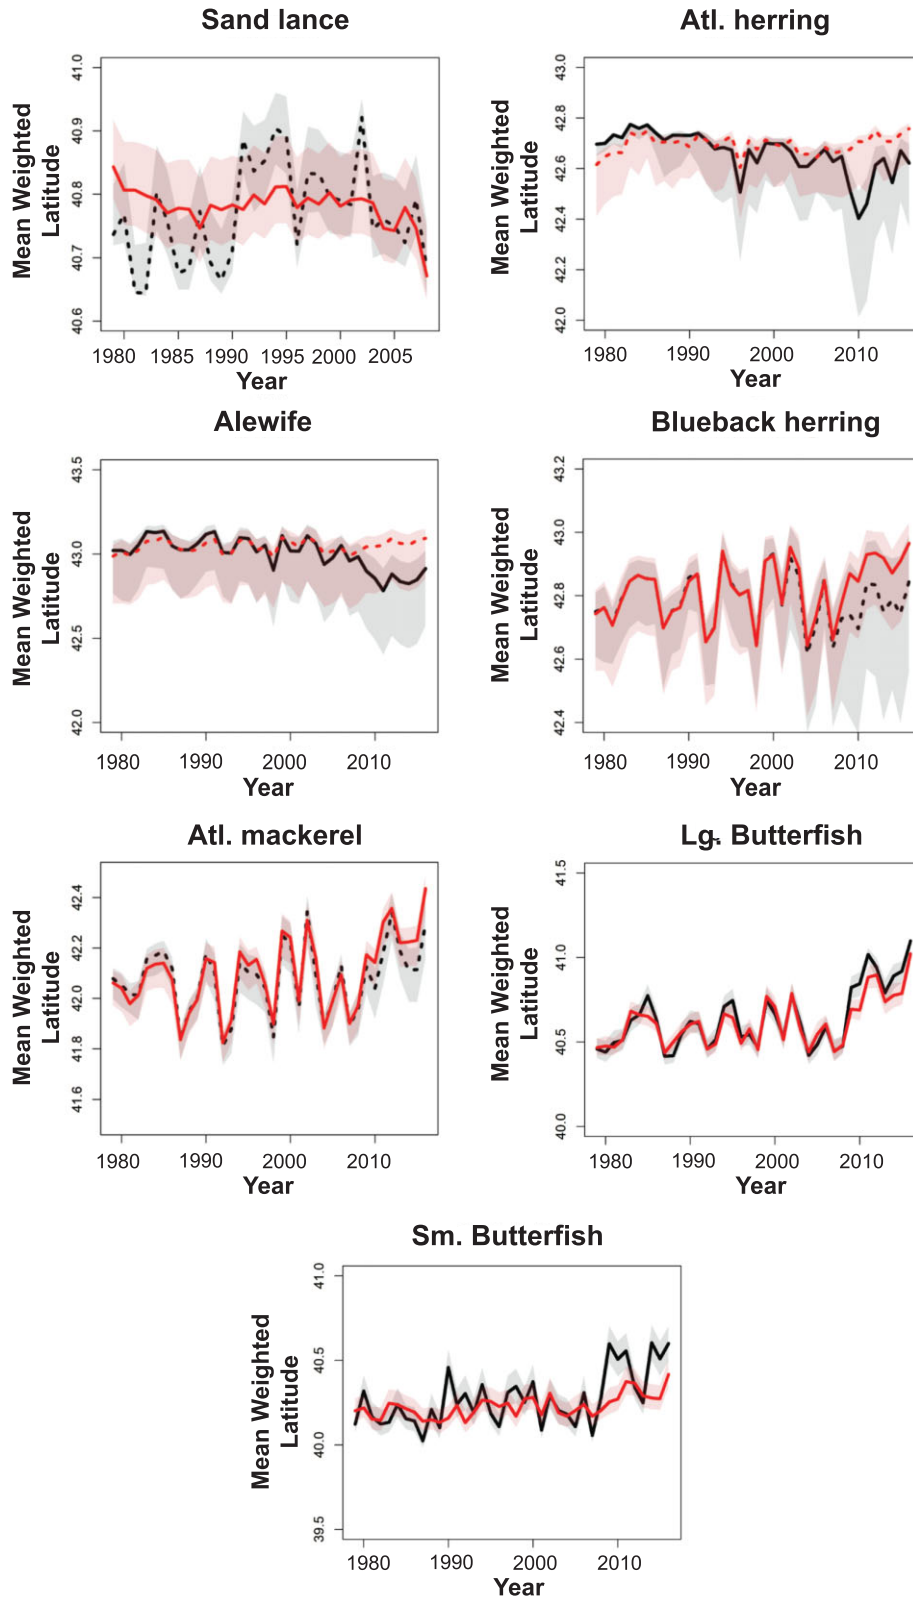 Sand lance
Mean Weighted
Latitude
41.0
40.9
40.8
40.7
40.6
1980 1985 1990 1995 2000 2005
Year
Atl. herring
Mean Weighted
Latitude
43.0
42.8
42.6
42.4
42.2
42.0
1980 1990 2000 2010
Year
Alewife
Mean Weighted
Latitude
43.5
43.0
42.5
42.0
1980 1990 2000 2010
Year
Blueback herring
Mean Weighted
Latitude
43.2
43.0
42.8
42.6
42.4
1980 1990 2000 2010
Year
Atl. mackerel
Mean Weighted
Latitude
42.4
42.2
42.0
41.8
41.6
1980 1990 2000 2010
Year
Lg. Butterfish
Mean Weighted
Latitude
41.5
41.0
40.5
40.0
1980 1990 2000 2010
Year
Sm. Butterfish
Mean Weighted
Latitude
41.0
40.5
40.0
39.5
1980 1990 2000 2010
Year